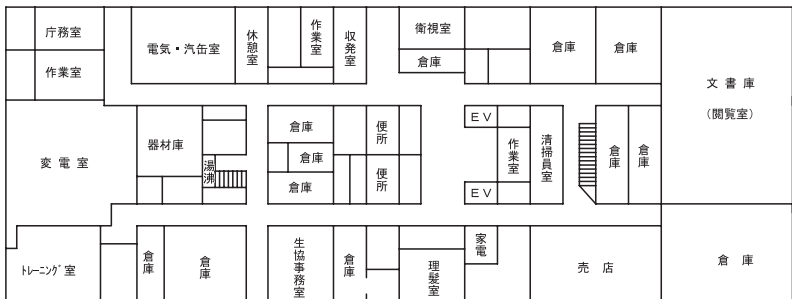 庁務室
作業室
電気・汽缶室
休憩室
作業室
収発室
衛視室
倉庫
倉庫
倉庫
文書庫
(閲覧室)
変電室
器材庫
湯沸
倉庫
倉庫
倉庫
便所
便所
EV
EV
作業室
清掃員室
倉庫
倉庫
トレーニング室
倉庫
倉庫
生協事務室
倉庫
理髪室
家電
売店
倉庫